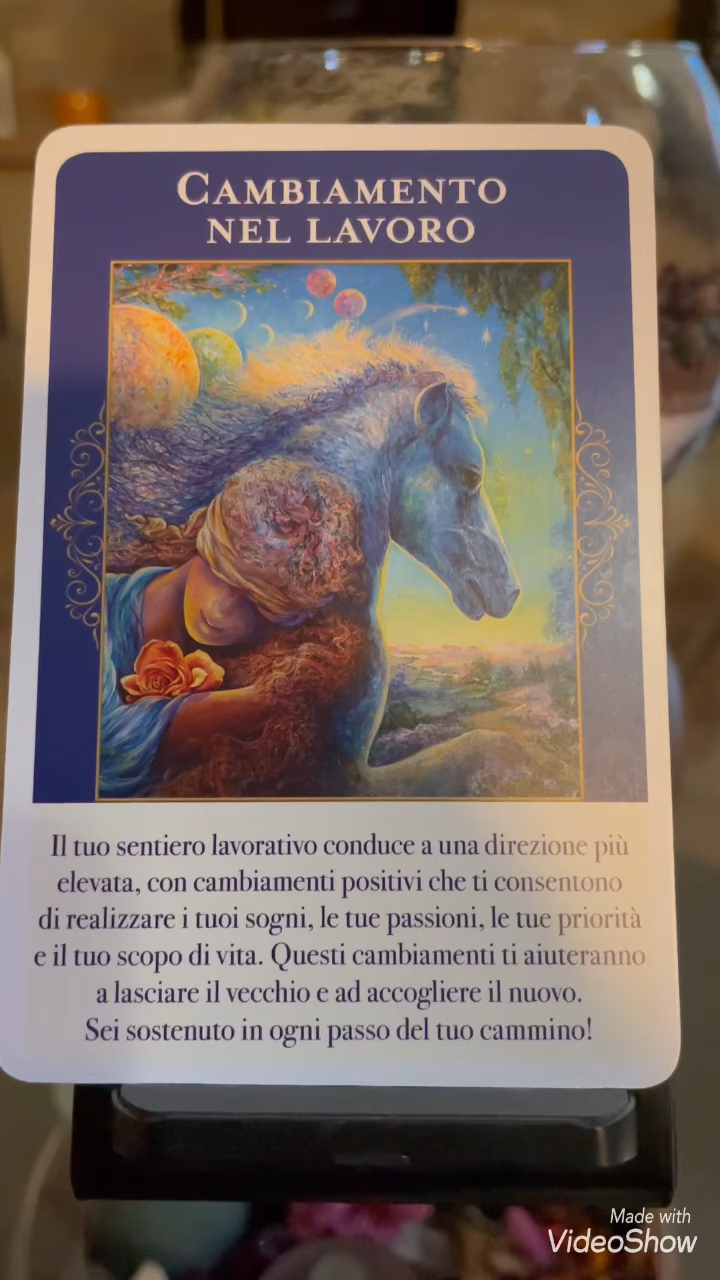 CAMBIAMENTO
NEL LAVORO
Il tuo sentiero lavorativo conduce a una direzione più
elevata, con cambiamenti positivi che ti consentono
di realizzare i tuoi sogni, le tue passioni, le tue priorità
e il tuo scopo di vita. Questi cambiamenti ti aiuteranno
a lasciare il vecchio e ad accogliere il nuovo.
Sei sostenuto in ogni passo del tuo cammino!
Made with
VideoShow